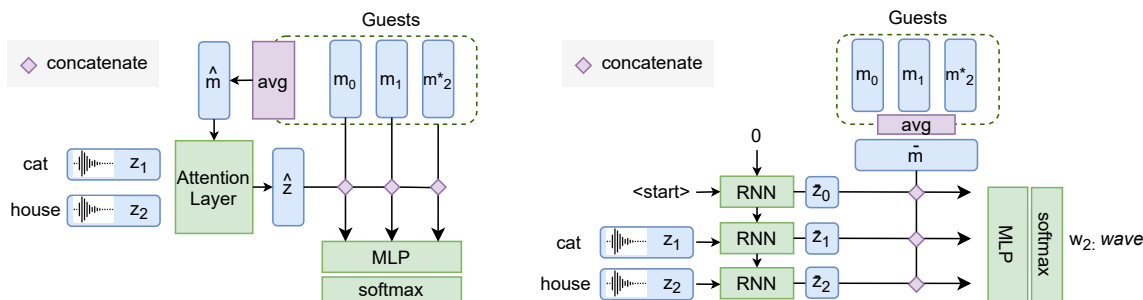 Guests
concatenate
m̂
avg
m₀
m₁
m*₂
cat
z₁
house
z₂
Attention
Layer
ẑ
MLP
softmax
Guests
concatenate
m₀
m₁
m*₂
avg
m̄
0
<start>
RNN
z̄₀
cat
z₁
RNN
z̄₁
house
z₂
RNN
z̄₂
MLP
softmax
w₂: wave